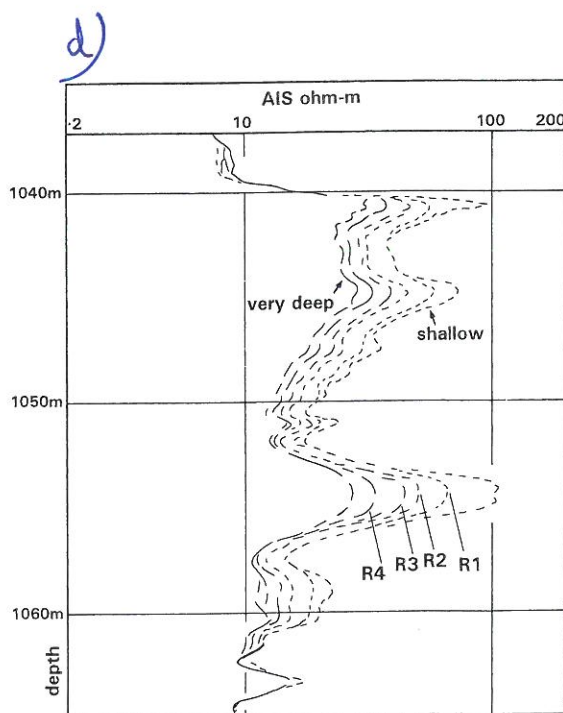 d)
AIS ohm-m
·2 10 100 200
1040m
very deep
shallow
1050m
R4 R3 R2 R1
1060m
depth